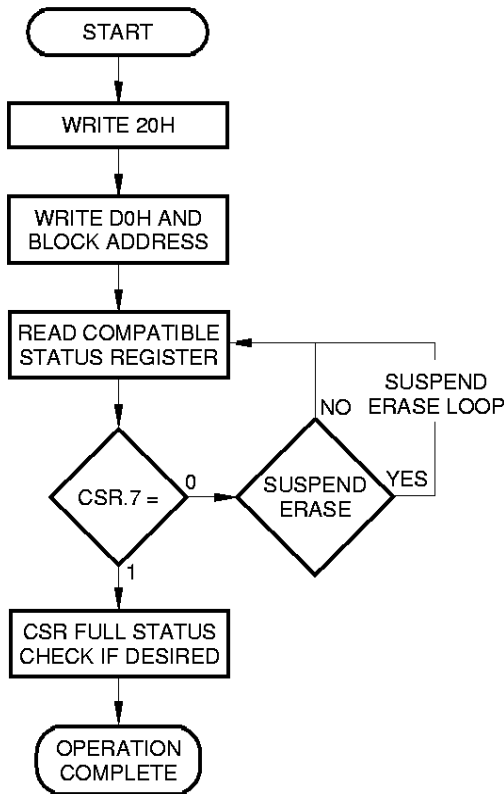 START
WRITE 20H
WRITE D0H AND
BLOCK ADDRESS
READ COMPATIBLE
STATUS REGISTER
SUSPEND
ERASE LOOP
NO
CSR.7 =
0
SUSPEND
ERASE
YES
1
CSR FULL STATUS
CHECK IF DESIRED
OPERATION
COMPLETE